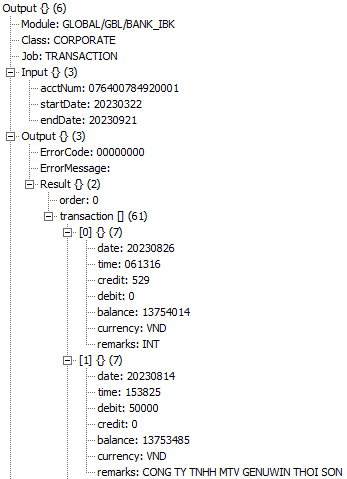 Output {} (6)
Module: GLOBAL/GBL/BANK_IBK
Class: CORPORATE
Job: TRANSACTION
Input {} (3)
acctNum: 076400784920001
startDate: 20230322
endDate: 20230921
Output {} (3)
ErrorCode: 00000000
ErrorMessage:
Result {} (2)
order: 0
transaction [] (61)
[0] {} (7)
date: 20230826
time: 061316
credit: 529
debit: 0
balance: 13754014
currency: VND
remarks: INT
[1] {} (7)
date: 20230814
time: 153825
debit: 50000
credit: 0
balance: 13753485
currency: VND
remarks: CONG TY TNHH MTV GENUWIN THOI SON